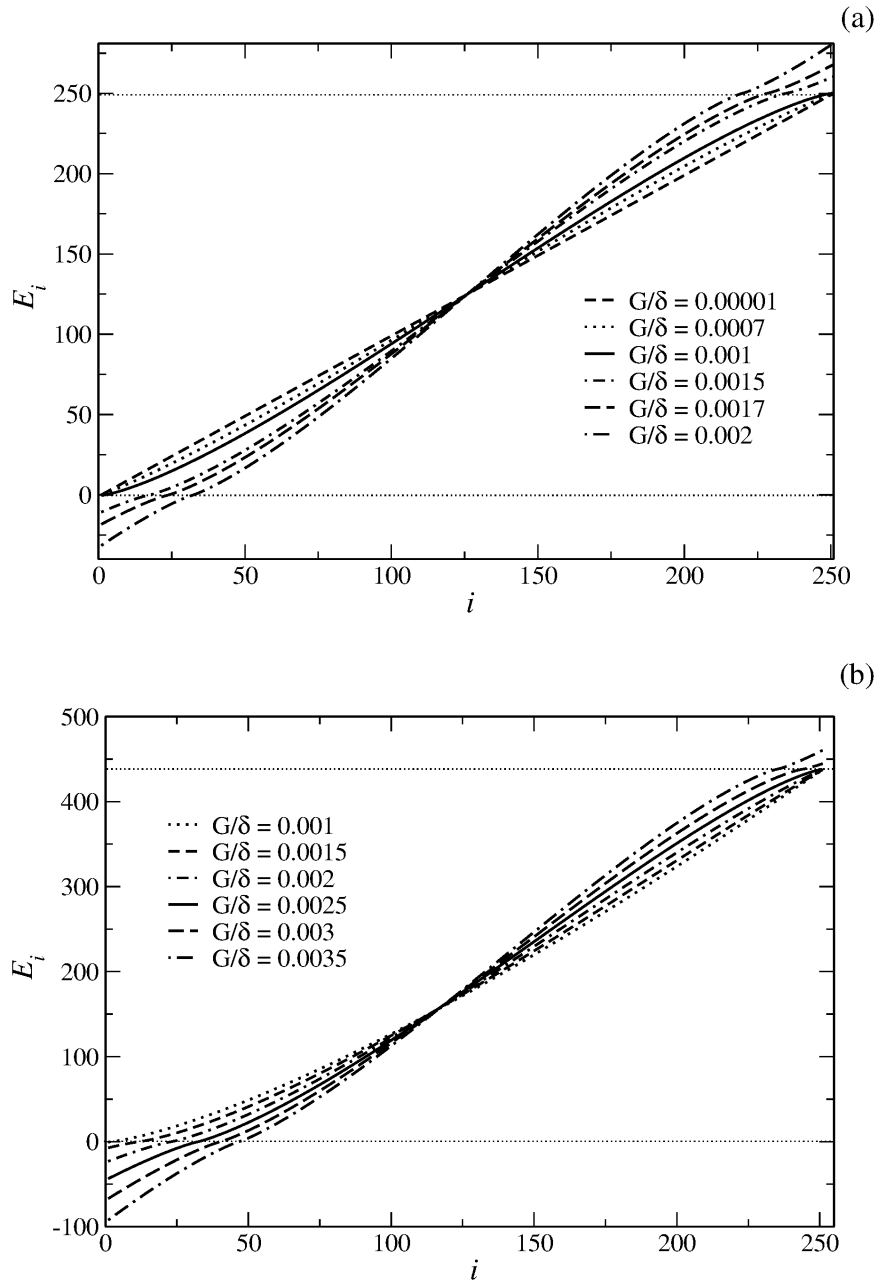 (a)
250
200
150
100
50
0
E_i
G/δ = 0.00001
G/δ = 0.0007
G/δ = 0.001
G/δ = 0.0015
G/δ = 0.0017
G/δ = 0.002
0 50 100 150 200 250
i
(b)
500
400
300
200
100
0
-100
E_i
G/δ = 0.001
G/δ = 0.0015
G/δ = 0.002
G/δ = 0.0025
G/δ = 0.003
G/δ = 0.0035
0 50 100 150 200 250
i